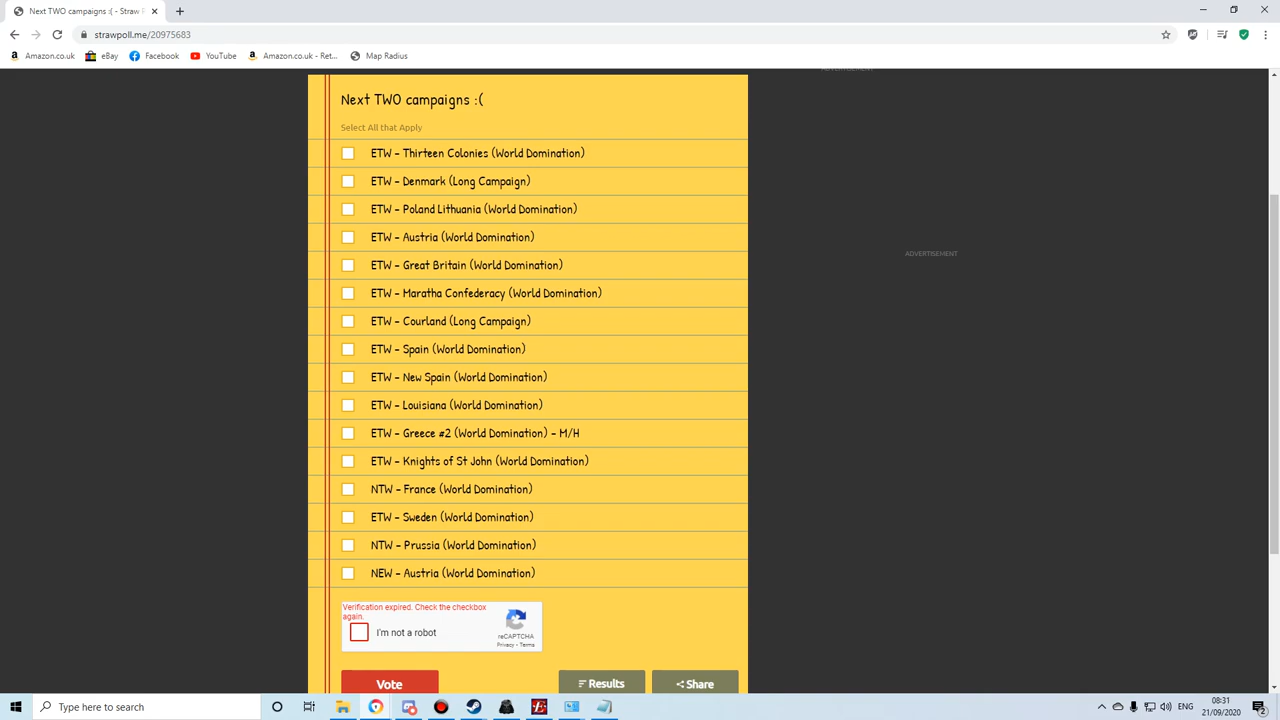 Next TWO campaigns :( - Straw P
strawpoll.me/20975683
Amazon.co.uk
eBay
Facebook
YouTube
Amazon.co.uk - Ret...
Map Radius
ADVERTISEMENT
Next TWO campaigns :(
Select All that Apply
ETW - Thirteen Colonies (World Domination)
ETW - Denmark (Long Campaign)
ETW - Poland Lithuania (World Domination)
ETW - Austria (World Domination)
ETW - Great Britain (World Domination)
ADVERTISEMENT
ETW - Maratha Confederacy (World Domination)
ETW - Courland (Long Campaign)
ETW - Spain (World Domination)
ETW - New Spain (World Domination)
ETW - Louisiana (World Domination)
ETW - Greece #2 (World Domination) - M/H
ETW - Knights of St John (World Domination)
NTW - France (World Domination)
ETW - Sweden (World Domination)
NTW - Prussia (World Domination)
NEW - Austria (World Domination)
Verification expired. Check the checkbox
again.
I'm not a robot
reCAPTCHA
Privacy - Terms
Vote
Results
Share
Type here to search
ENG
08:31
21/09/2020
2